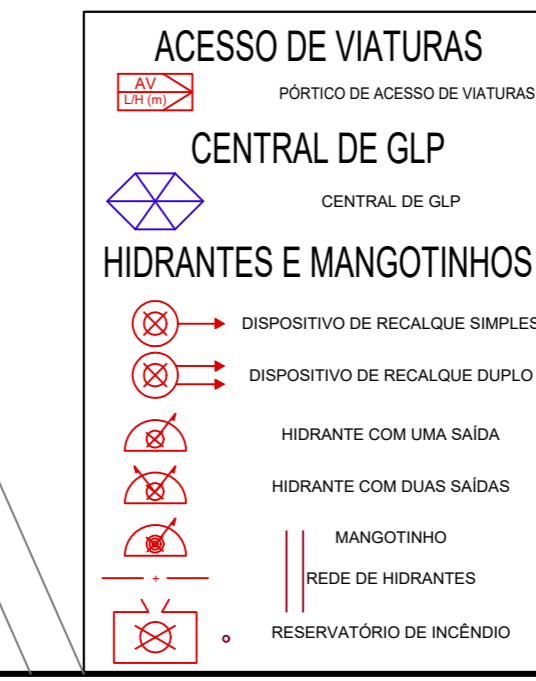 ACESSO DE VIATURAS
AV
L/H (m)
PÓRTICO DE ACESSO DE VIATURAS
CENTRAL DE GLP
CENTRAL DE GLP
HIDRANTES E MANGOTINHOS
DISPOSITIVO DE RECALQUE SIMPLES
DISPOSITIVO DE RECALQUE DUPLO
HIDRANTE COM UMA SAÍDA
HIDRANTE COM DUAS SAÍDAS
MANGOTINHO
REDE DE HIDRANTES
RESERVATÓRIO DE INCÊNDIO